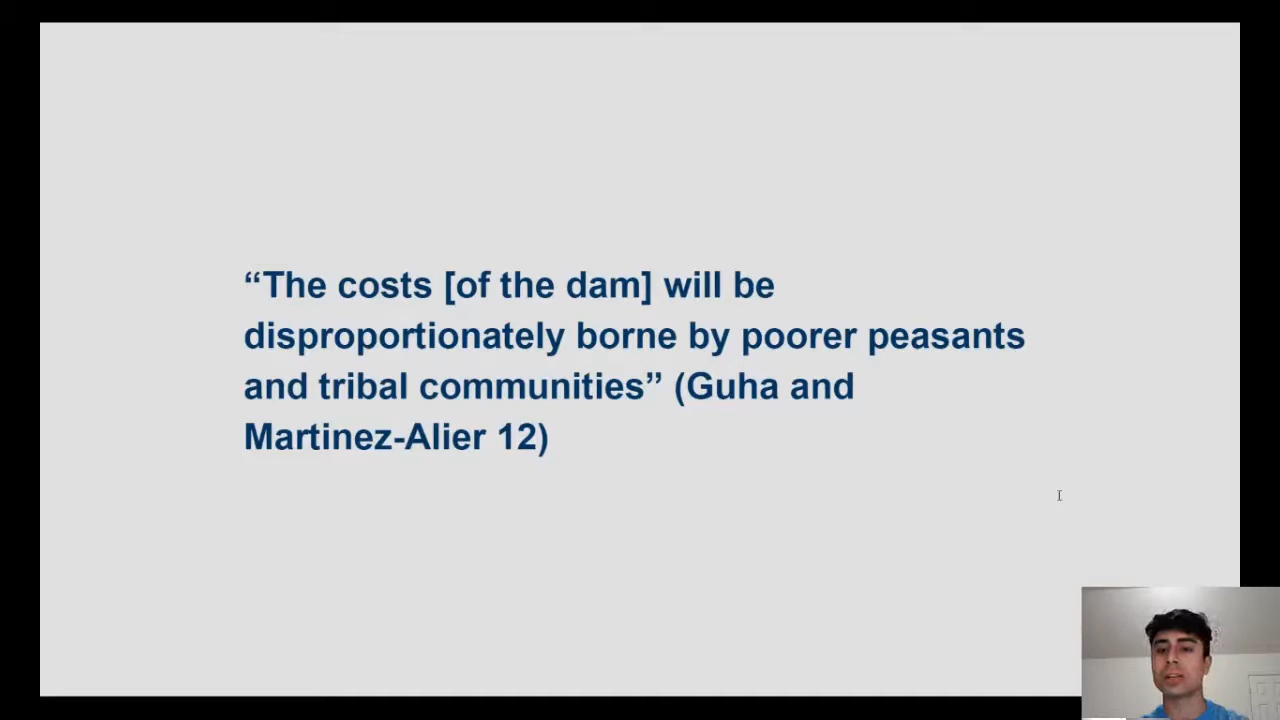 “The costs [of the dam] will be
disproportionately borne by poorer peasants
and tribal communities” (Guha and
Martinez-Alier 12)